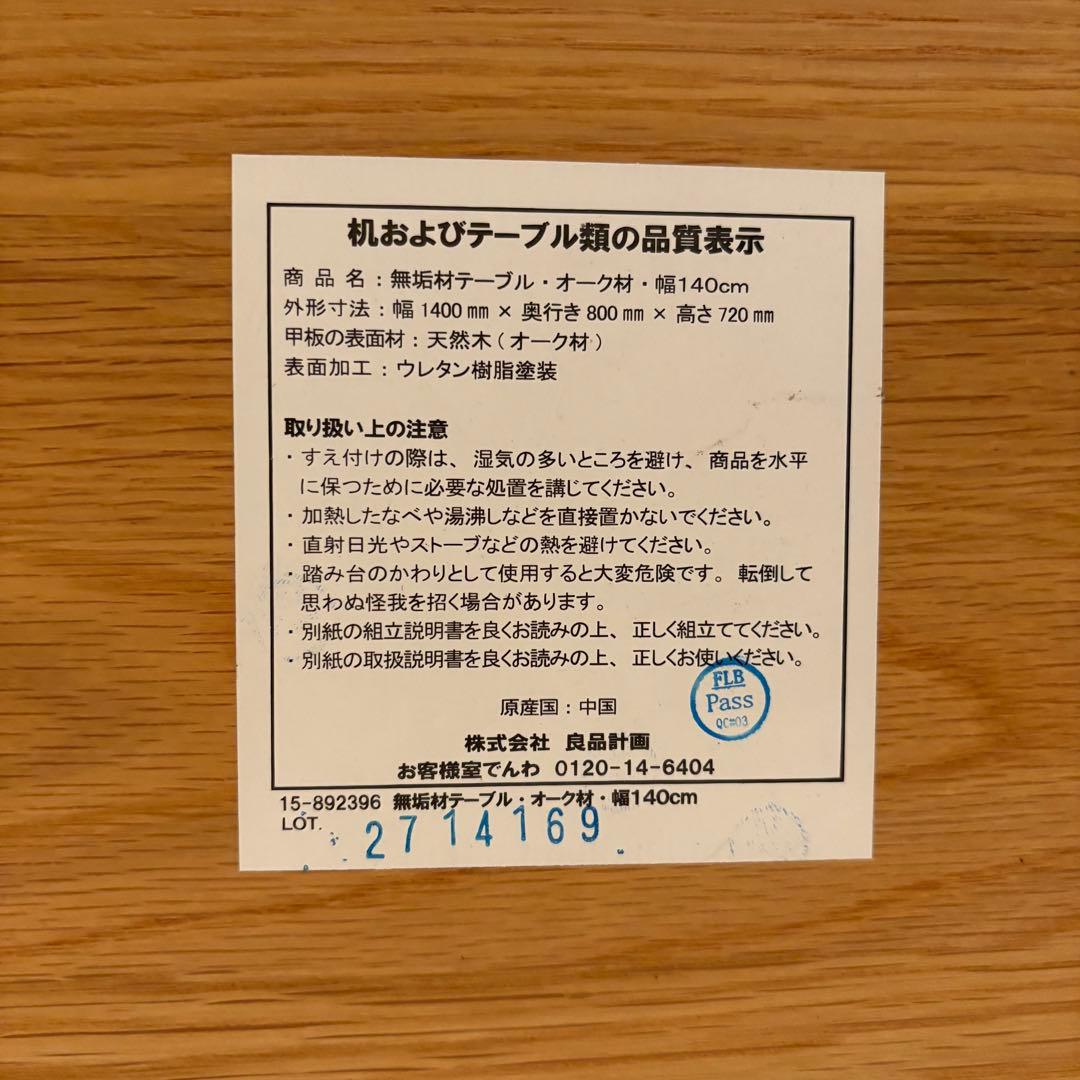 机およびテーブル類の品質表示
商品名：無垢材テーブル・オーク材・幅140cm
外形寸法：幅1400㎜×奥行き800㎜×高さ720㎜
甲板の表面材：天然木(オーク材)
表面加工：ウレタン樹脂塗装
取り扱い上の注意
・すえ付けの際は、湿気の多いところを避け、商品を水平
に保つために必要な処置を講じてください。
・加熱したなべや湯沸しなどを直接置かないでください。
・直射日光やストーブなどの熱を避けてください。
・踏み台のかわりとして使用すると大変危険です。転倒して
思わぬ怪我を招く場合があります。
・別紙の組立説明書を良くお読みの上、正しく組立ててください。
・別紙の取扱説明書を良くお読みの上、正しくお使いください。
FLB
Pass
QC#03
原産国：中国
株式会社 良品計画
お客様室でんわ 0120-14-6404
15-892396 無垢材テーブル・オーク材・幅140cm
LOT. 2714169